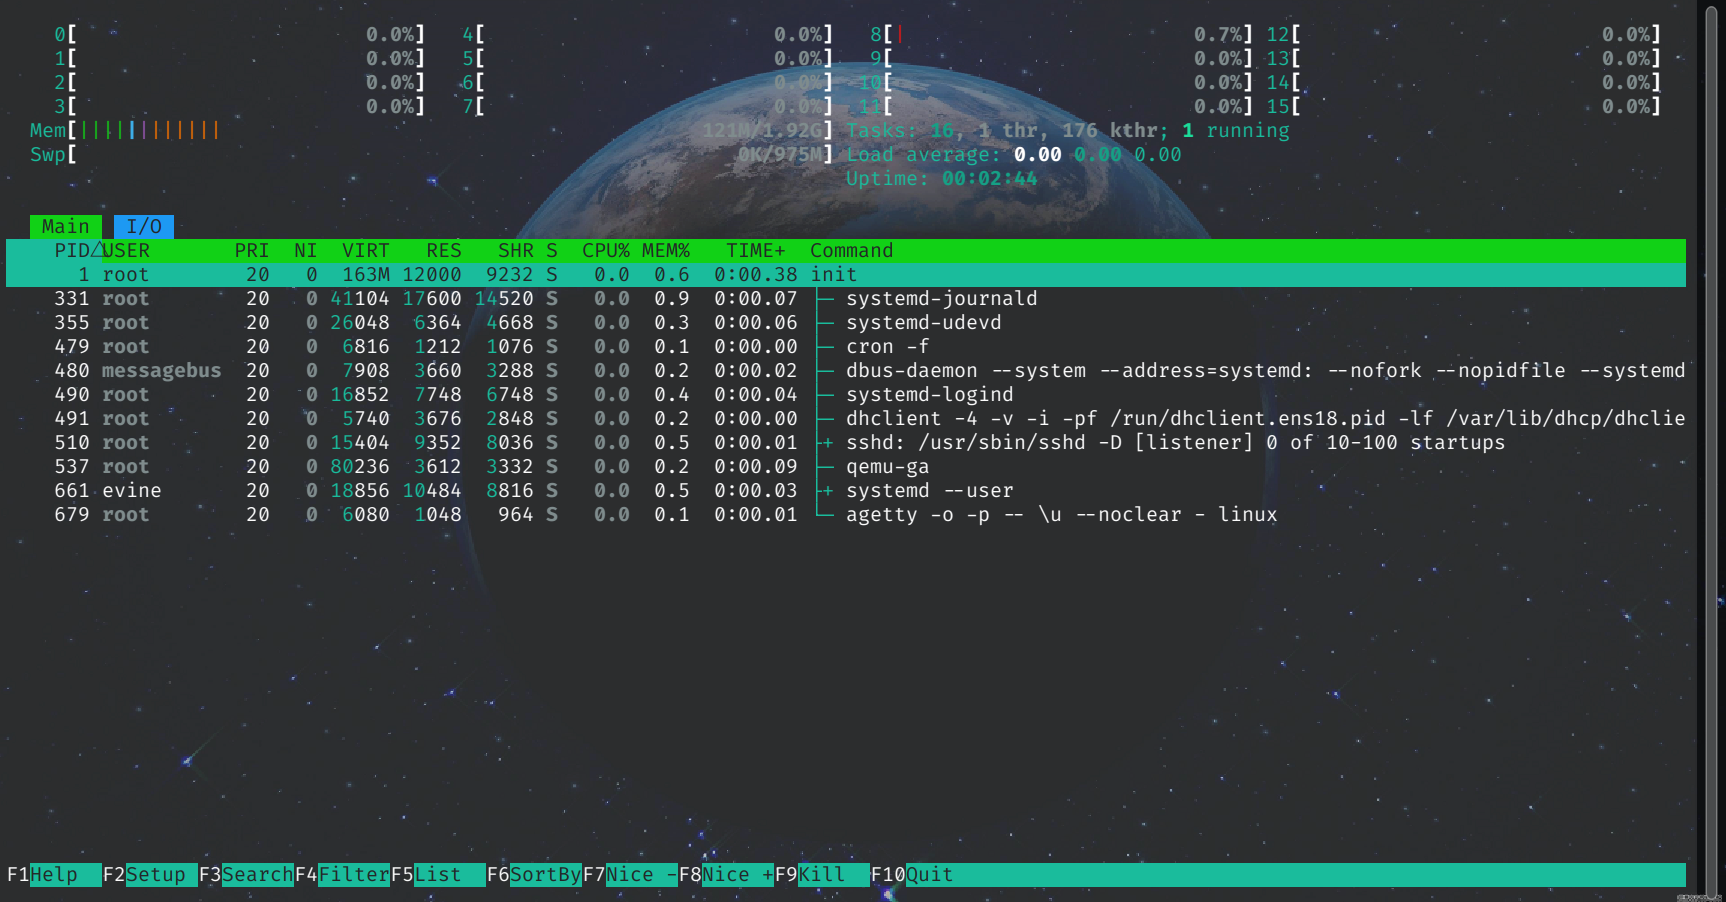 0[ 0.0%] 4[ 0.0%] 8[| 0.7%] 12[ 0.0%]
1[ 0.0%] 5[ 0.0%] 9[ 0.0%] 13[ 0.0%]
2[ 0.0%] 6[ 0.0%] 10[ 0.0%] 14[ 0.0%]
3[ 0.0%] 7[ 0.0%] 11[ 0.0%] 15[ 0.0%]
Mem[|||||||||||| 121M/1.92G] Tasks: 16, 1 thr, 176 kthr; 1 running
Swp[ 0K/975M] Load average: 0.00 0.00 0.00
Uptime: 00:02:44
Main I/O
PID△USER PRI NI VIRT RES SHR S CPU% MEM% TIME+ Command
1 root 20 0 163M 12000 9232 S 0.0 0.6 0:00.38 init
331 root 20 0 41104 17600 14520 S 0.0 0.9 0:00.07 ├─ systemd-journald
355 root 20 0 26048 6364 4668 S 0.0 0.3 0:00.06 ├─ systemd-udevd
479 root 20 0 6816 1212 1076 S 0.0 0.1 0:00.00 ├─ cron -f
480 messagebus 20 0 7908 3660 3288 S 0.0 0.2 0:00.02 ├─ dbus-daemon --system --address=systemd: --nofork --nopidfile --systemd
490 root 20 0 16852 7748 6748 S 0.0 0.4 0:00.04 ├─ systemd-logind
491 root 20 0 5740 3676 2848 S 0.0 0.2 0:00.00 ├─ dhclient -4 -v -i -pf /run/dhclient.ens18.pid -lf /var/lib/dhcp/dhclie
510 root 20 0 15404 9352 8036 S 0.0 0.5 0:00.01 ├+ sshd: /usr/sbin/sshd -D [listener] 0 of 10-100 startups
537 root 20 0 80236 3612 3332 S 0.0 0.2 0:00.09 ├─ qemu-ga
661 evine 20 0 18856 10484 8816 S 0.0 0.5 0:00.03 ├+ systemd --user
679 root 20 0 6080 1048 964 S 0.0 0.1 0:00.01 └─ agetty -o -p -- \u --noclear - linux
F1Help F2Setup F3SearchF4FilterF5List F6SortByF7Nice -F8Nice +F9Kill F10Quit